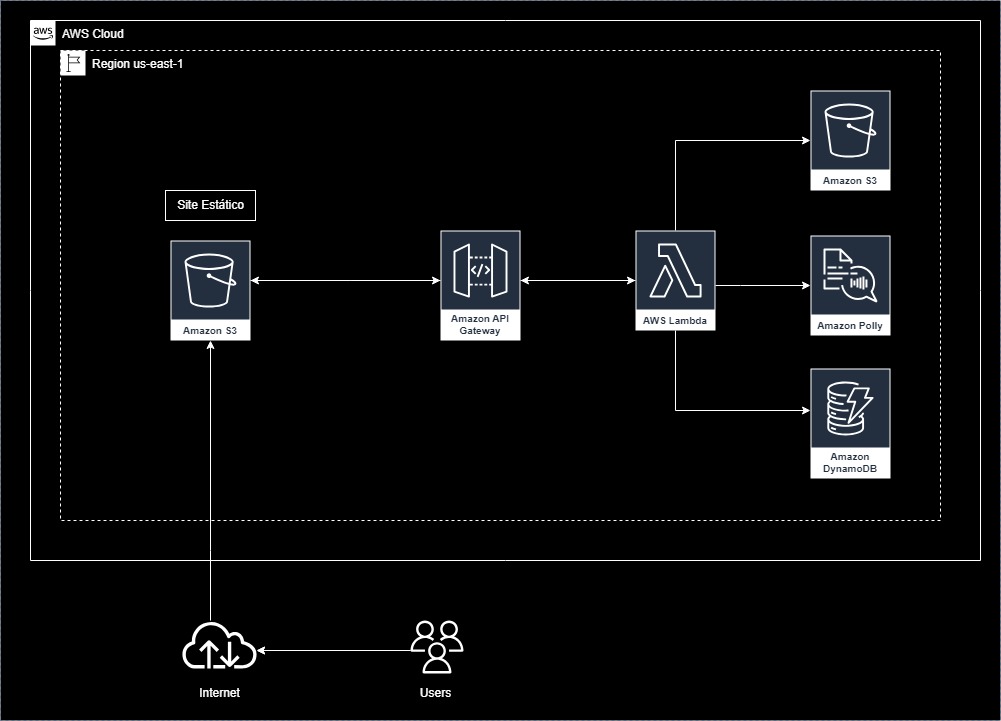 aws
AWS Cloud
Region us-east-1
Amazon S3
Site Estático
Amazon S3
Amazon API
Gateway
AWS Lambda
Amazon Polly
Amazon
DynamoDB
Internet
Users